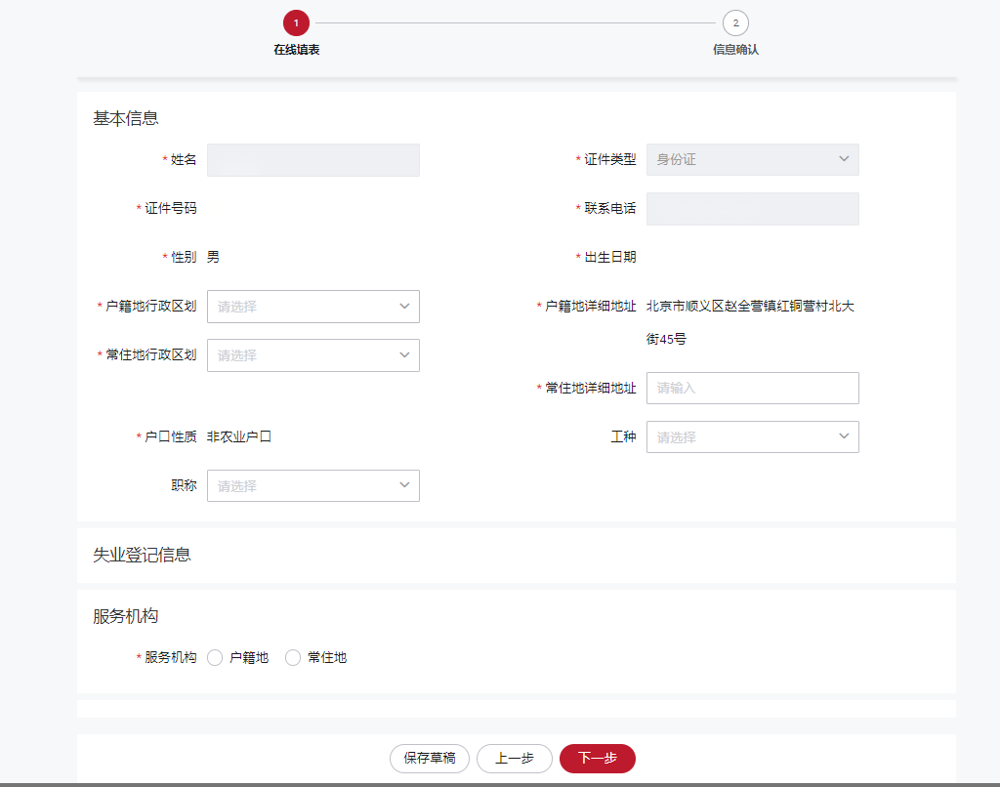 1
2
在线填表
信息确认
基本信息
* 姓名
* 证件类型 身份证
* 证件号码
* 联系电话
* 性别 男
* 出生日期
* 户籍地行政区划 请选择
* 户籍地详细地址 北京市顺义区赵全营镇红铜营村北大
街45号
* 常住地行政区划 请选择
* 常住地详细地址 请输入
* 户口性质 非农业户口
工种 请选择
职称 请选择
失业登记信息
服务机构
* 服务机构 户籍地 常住地
保存草稿 上一步 下一步